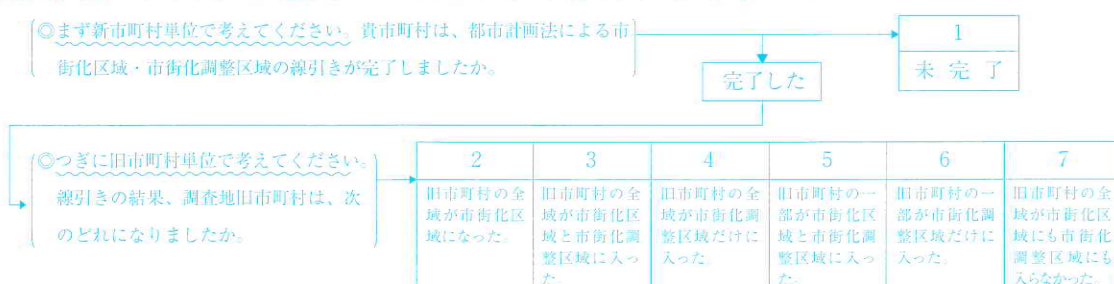 ◎まず新市町村単位で考えてください。貴市町村は、都市計画法による市
街化区域・市街化調整区域の線引きが完了しましたか。
1
未完了
完了した
◎つぎに旧市町村単位で考えてください。
線引きの結果、調査地旧市町村は、次
のどれになりましたか。
2
旧市町村の全
域が市街化区
域になった。
3
旧市町村の全
域が市街化区
域と市街化調
整区域に入っ
た。
4
旧市町村の全
域が市街化調
整区域だけに
入った。
5
旧市町村の一
部が市街化区
域と市街化調
整区域に入っ
た。
6
旧市町村の一
部が市街化調
整区域だけに
入った。
7
旧市町村の全
域が市街化区
域にも市街化
調整区域にも
入らなかった。